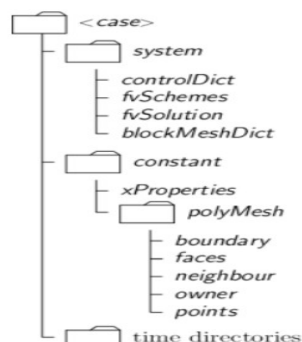 <case>
system
controlDict
fvSchemes
fvSolution
blockMeshDict
constant
xProperties
polyMesh
boundary
faces
neighbour
owner
points
time directories